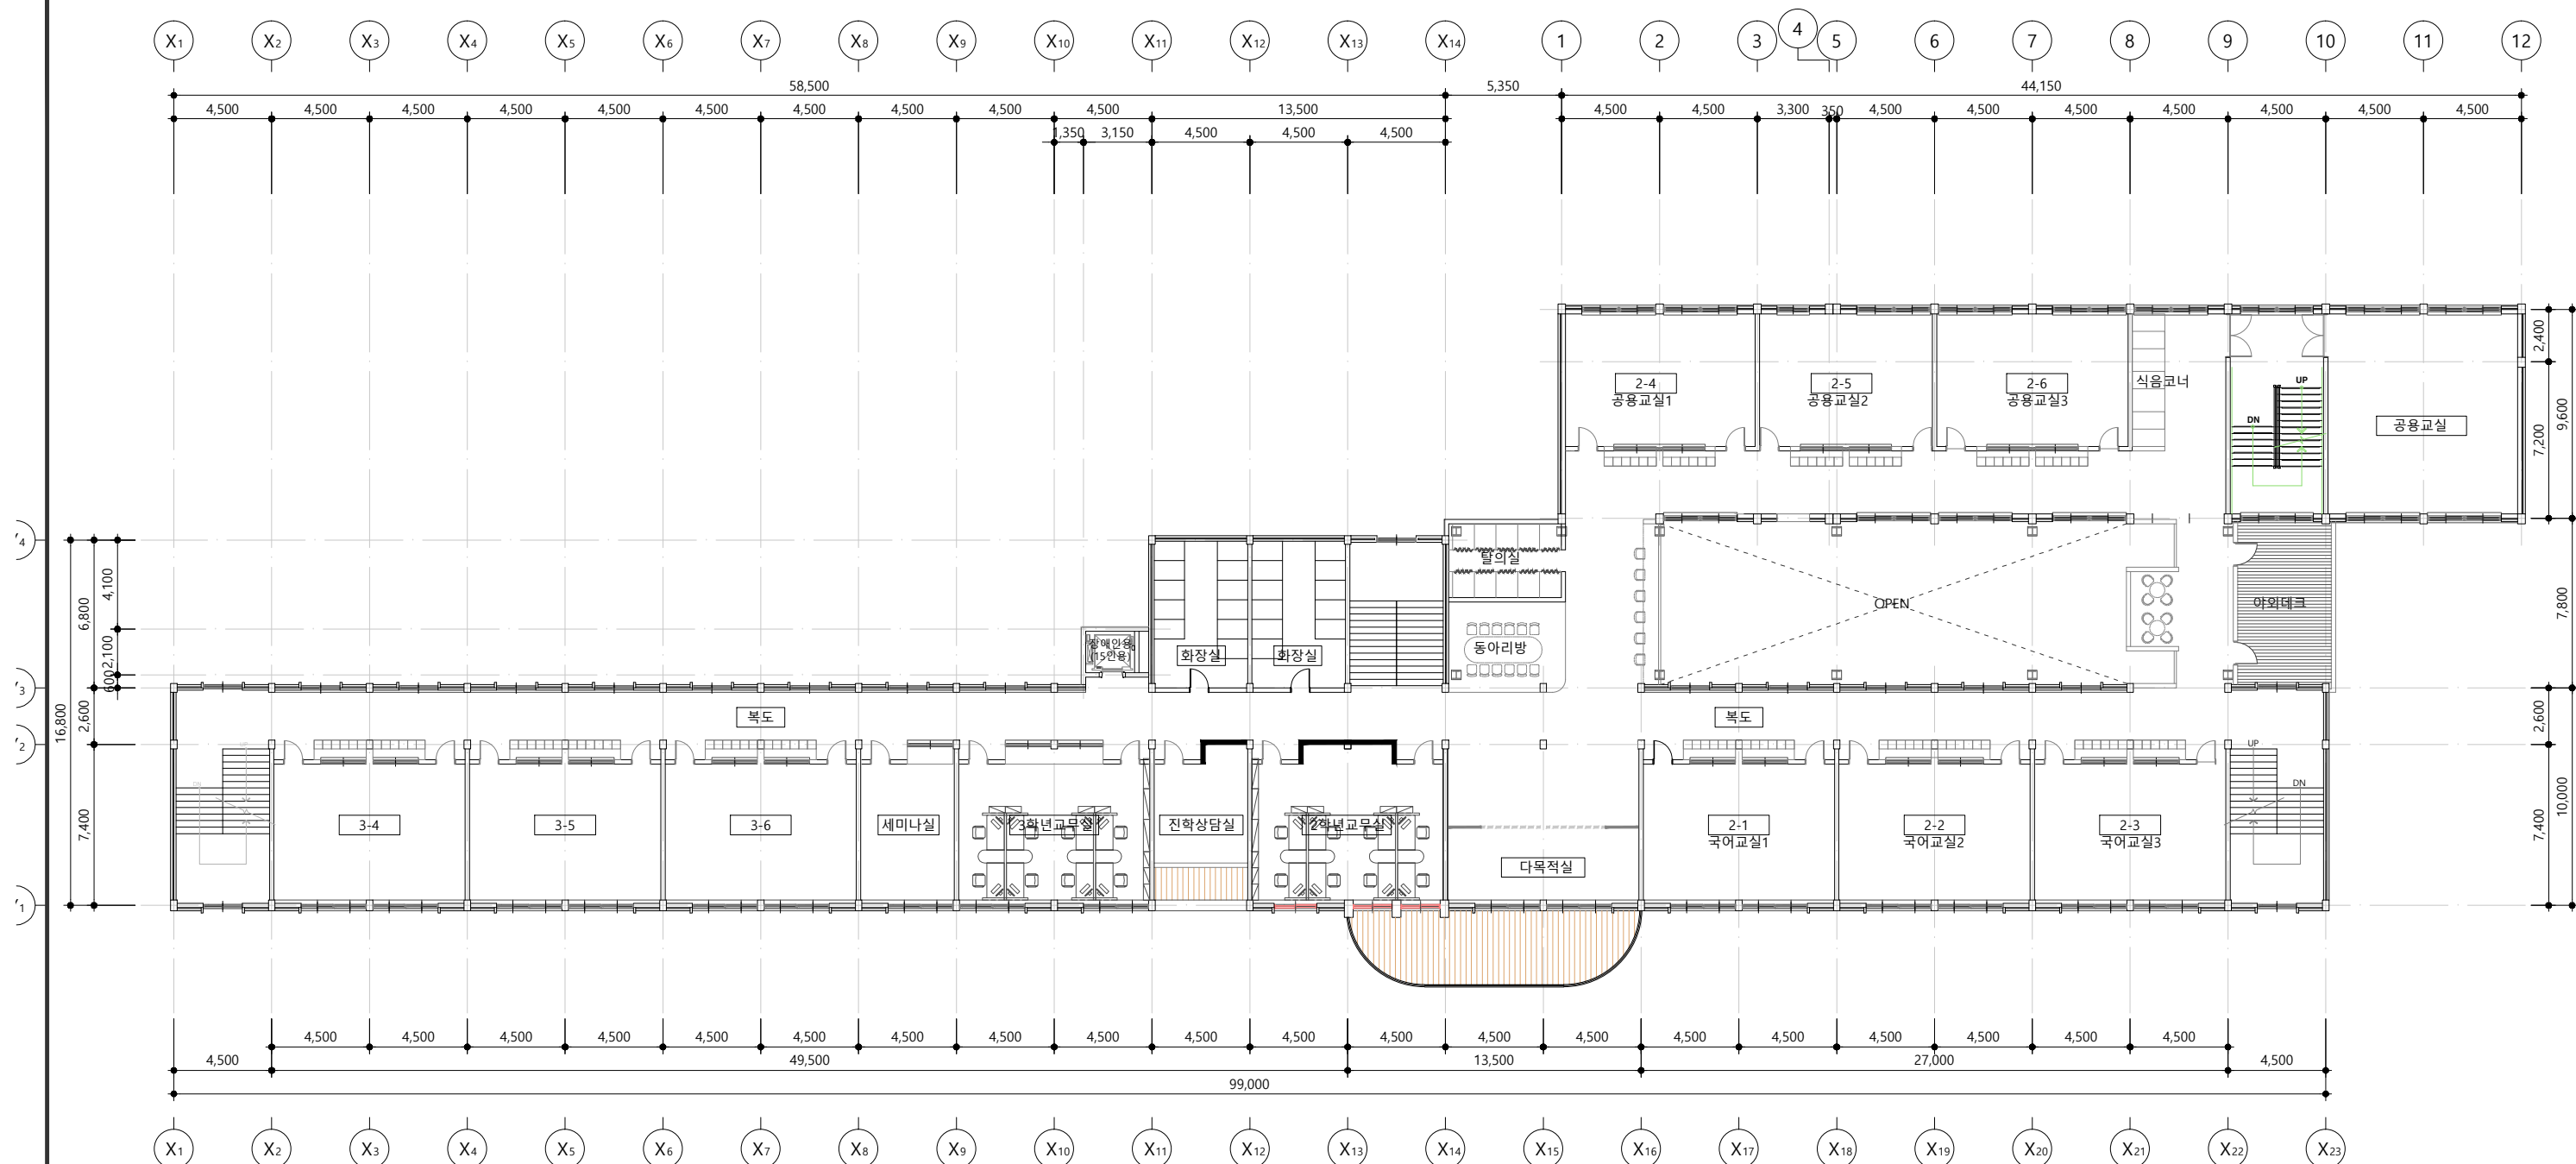 X1 X2 X3 X4 X5 X6 X7 X8 X9 X10 X11 X12 X13 X14 1 2 3 4 5 6 7 8 9 10 11 12
58,500 5,350 44,150
4,500 4,500 4,500 4,500 4,500 4,500 4,500 4,500 4,500 4,500 13,500 4,500 4,500 3,300 350 4,500 4,500 4,500 4,500 4,500 4,500 4,500
1,350 3,150 4,500 4,500 4,500
2-4
공용교실1
2-5
공용교실2
2-6
공용교실3
식음코너
UP
DN
공용교실
2,400
7,200
9,600
탈의실
OPEN
야외데크
7,800
4,100
6,800
2,100
600
16,800
2,600
7,400
장애인용
(15인용)
화장실
화장실
동아리방
복도
복도
UP
DN
3-4
3-5
3-6
세미나실
3학년교무실
진학상담실
2학년교무실
다목적실
2-1
국어교실1
2-2
국어교실2
2-3
국어교실3
UP
DN
2,600
7,400
10,000
4,500 4,500 4,500 4,500 4,500 4,500 4,500 4,500 4,500 4,500 4,500 4,500 4,500 4,500 4,500 4,500 4,500 4,500 4,500 4,500
4,500 49,500 13,500 27,000 4,500
99,000
X1 X2 X3 X4 X5 X6 X7 X8 X9 X10 X11 X12 X13 X14 X15 X16 X17 X18 X19 X20 X21 X22 X23